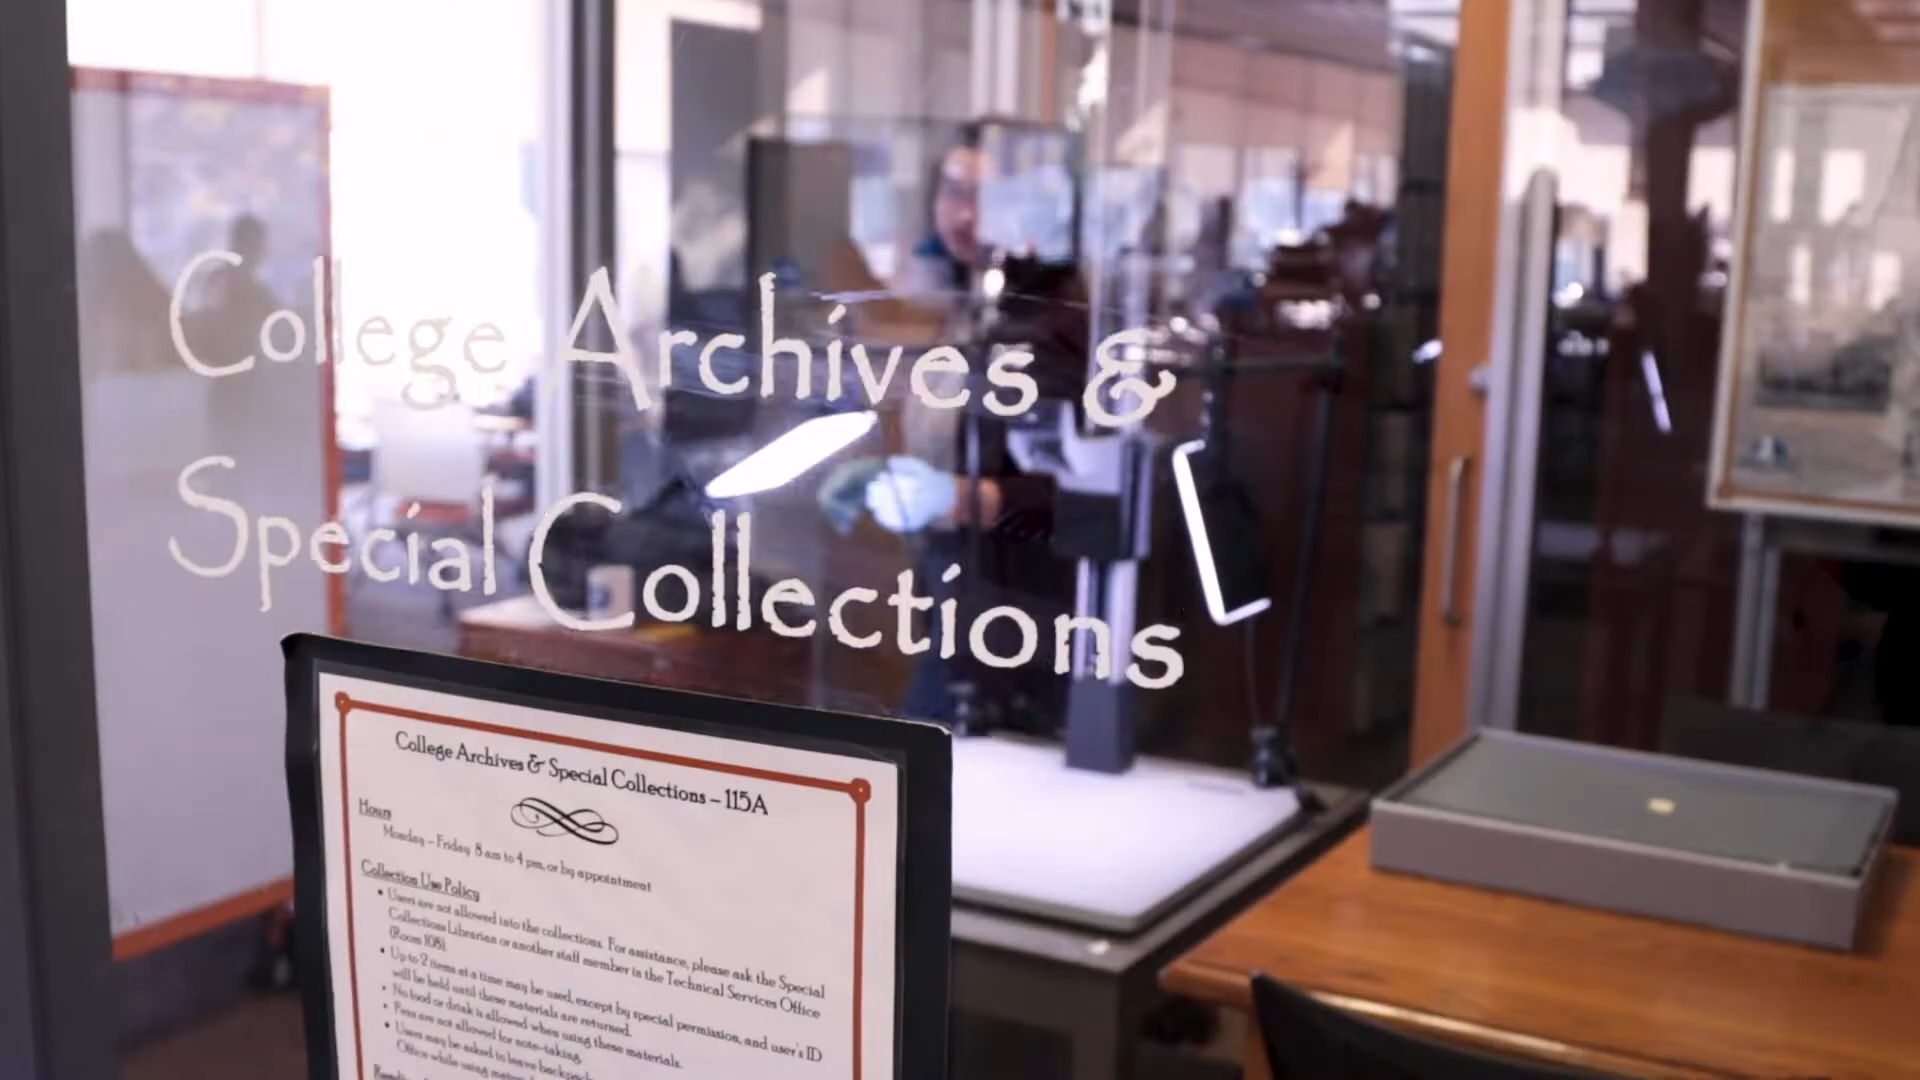 College Archives &
Special Collections
College Archives & Special Collections – 115A
Hours
Monday – Friday 8 am to 4 pm, or by appointment
Collection Use Policy
• Users are not allowed into the collections. For assistance, please ask the Special
Collections Librarian or another staff member in the Technical Services Office
(Room 108).
• Up to 2 items at a time may be used, except by special permission, and user's ID
will be held until these materials are returned.
• No food or drink is allowed when using these materials.
• Pens are not allowed for note-taking.
• Users may be asked to leave
Office while using